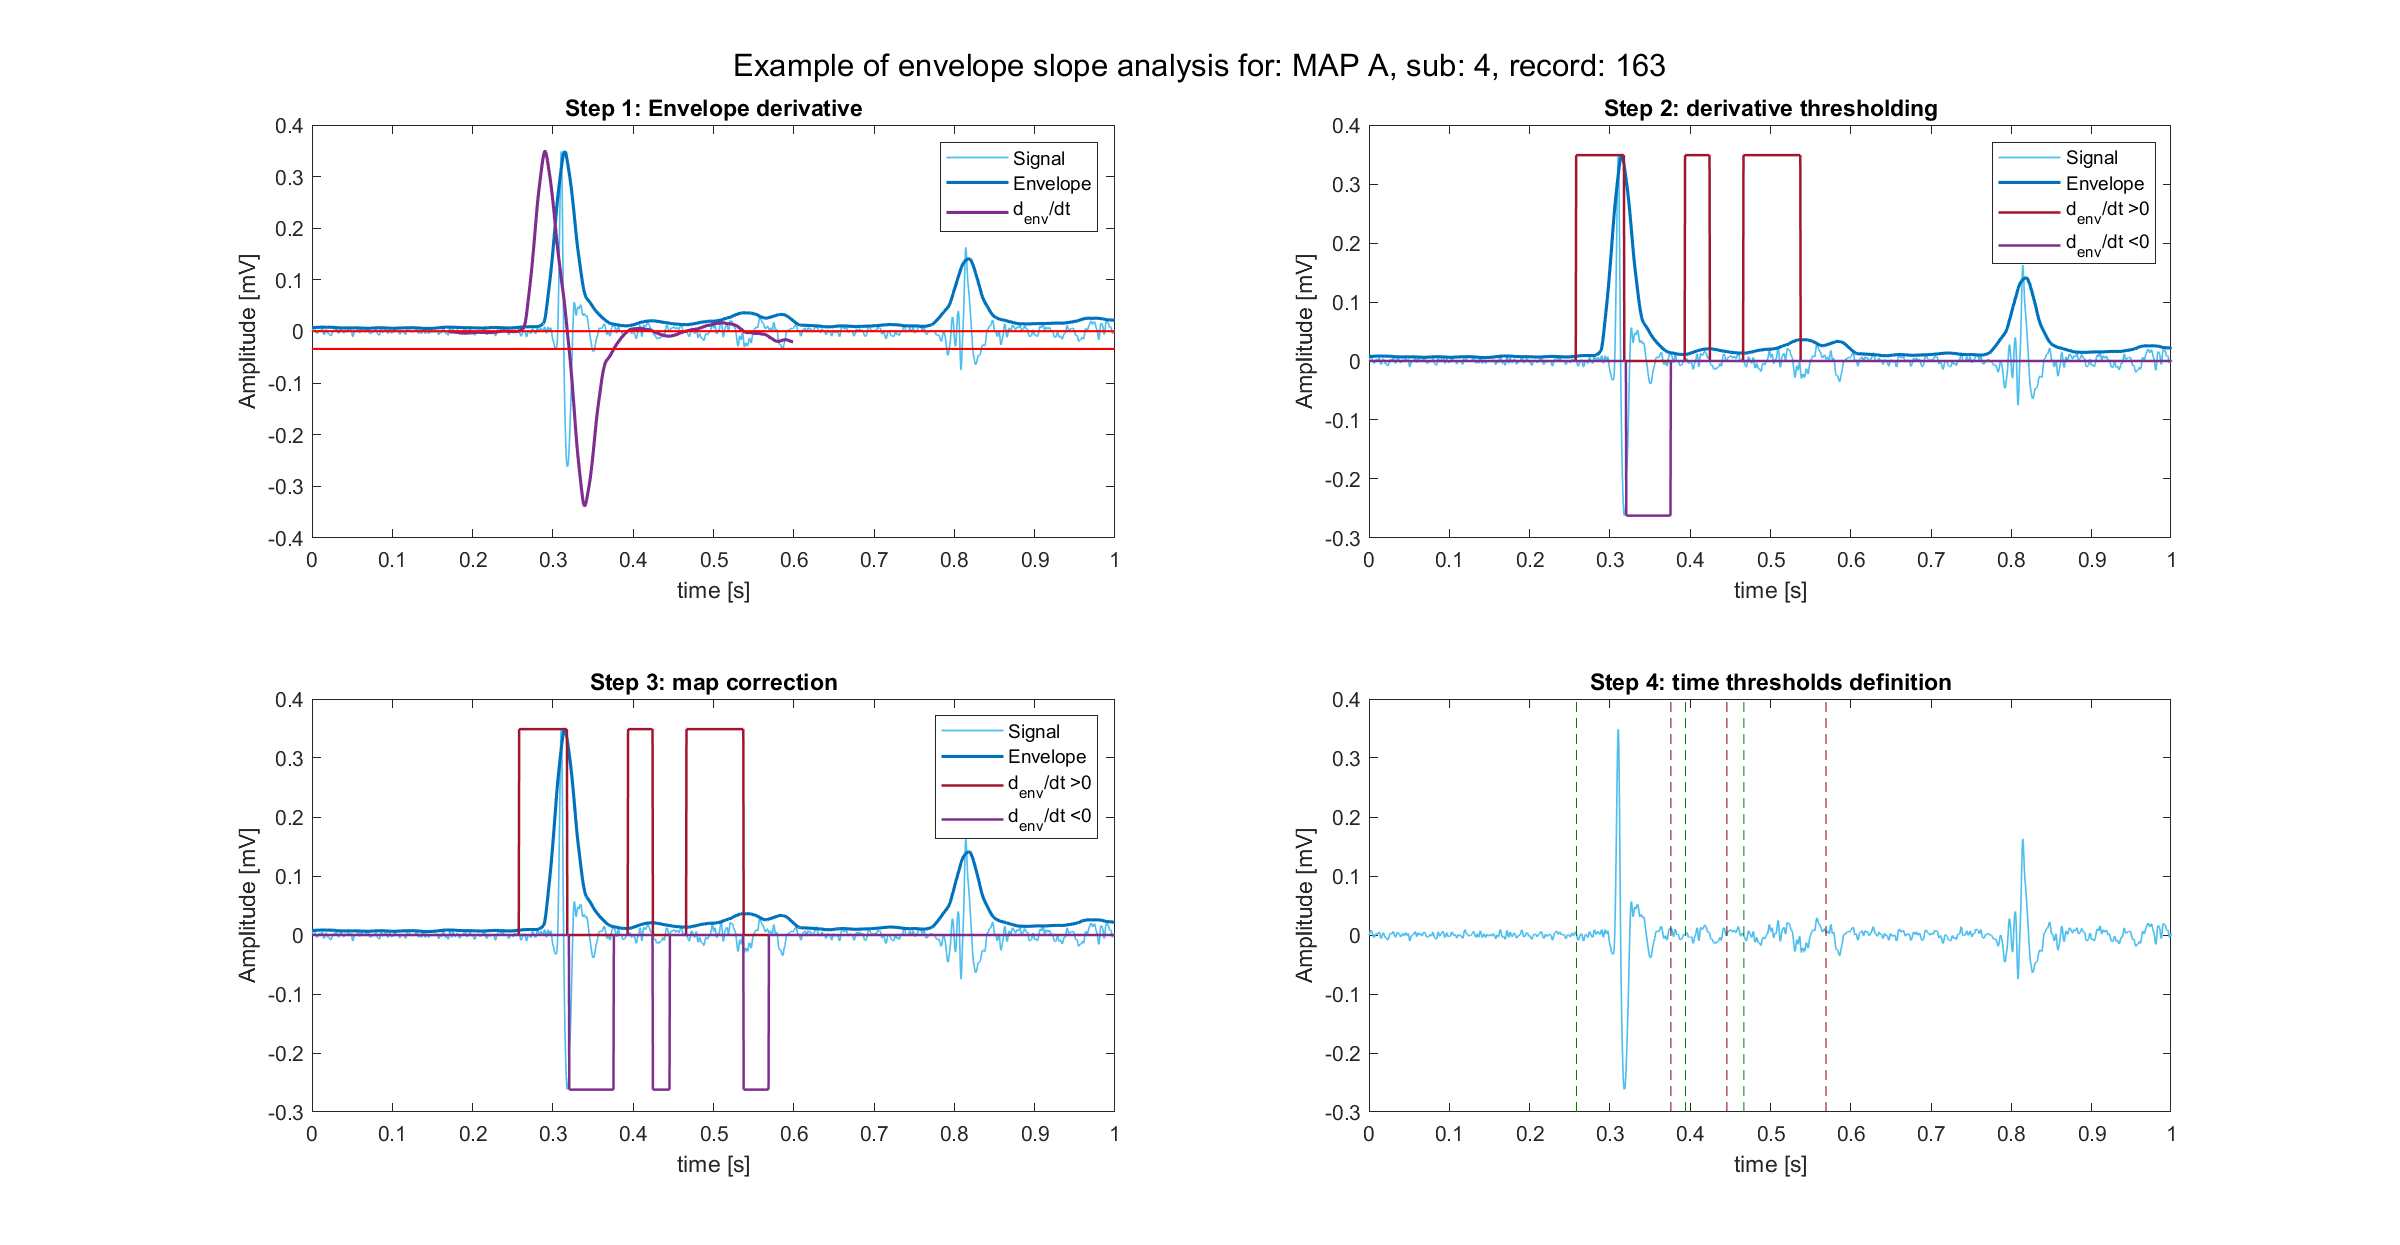 Example of envelope slope analysis for: MAP A, sub: 4, record: 163
Step 1: Envelope derivative
0.4
0.3
0.2
0.1
0
-0.1
-0.2
-0.3
-0.4
Amplitude [mV]
0 0.1 0.2 0.3 0.4 0.5 0.6 0.7 0.8 0.9 1
time [s]
Signal
Envelope
d_env/dt
Step 2: derivative thresholding
0.4
0.3
0.2
0.1
0
-0.1
-0.2
-0.3
Amplitude [mV]
0 0.1 0.2 0.3 0.4 0.5 0.6 0.7 0.8 0.9 1
time [s]
Signal
Envelope
d_env/dt >0
d_env/dt <0
Step 3: map correction
0.4
0.3
0.2
0.1
0
-0.1
-0.2
-0.3
Amplitude [mV]
0 0.1 0.2 0.3 0.4 0.5 0.6 0.7 0.8 0.9 1
time [s]
Signal
Envelope
d_env/dt >0
d_env/dt <0
Step 4: time thresholds definition
0.4
0.3
0.2
0.1
0
-0.1
-0.2
-0.3
Amplitude [mV]
0 0.1 0.2 0.3 0.4 0.5 0.6 0.7 0.8 0.9 1
time [s]